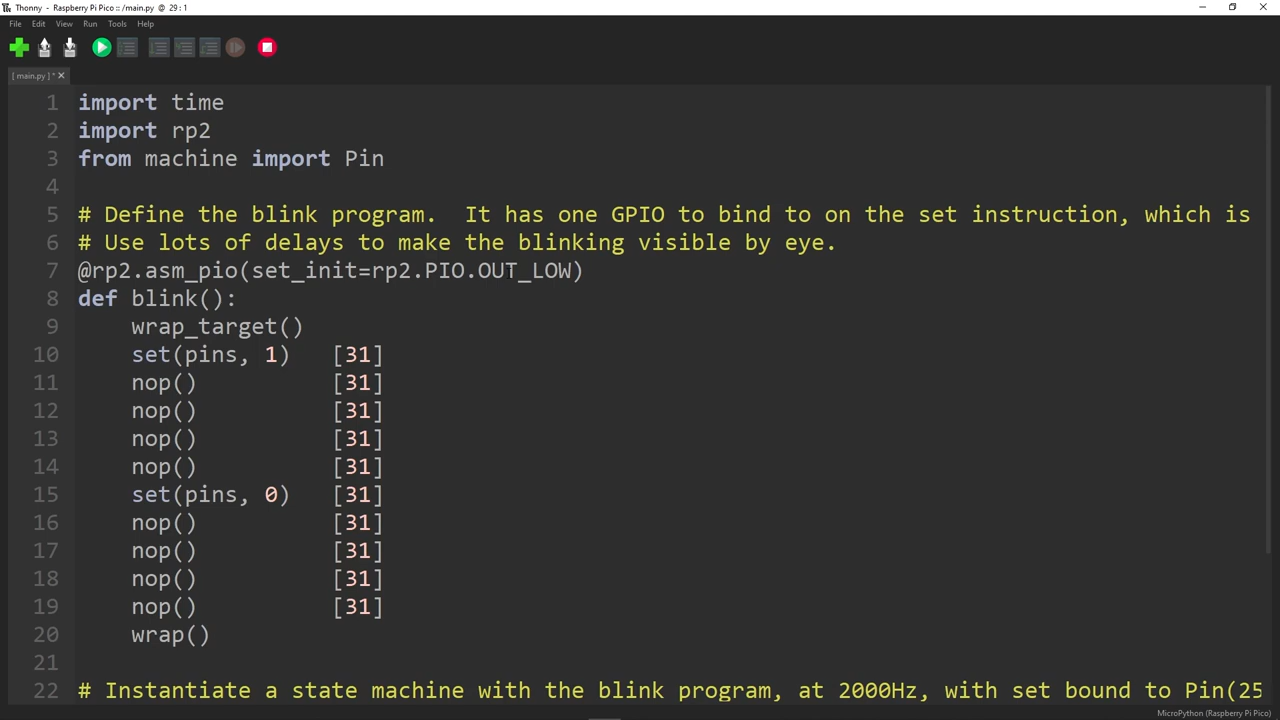 Thonny - Raspberry Pi Pico :: /main.py @ 29 : 1
File Edit View Run Tools Help
[ main.py ] *
1 import time
2 import rp2
3 from machine import Pin
4
5 # Define the blink program.  It has one GPIO to bind to on the set instruction, which is
6 # Use lots of delays to make the blinking visible by eye.
7 @rp2.asm_pio(set_init=rp2.PIO.OUT_LOW)
8 def blink():
9     wrap_target()
10     set(pins, 1)   [31]
11     nop()          [31]
12     nop()          [31]
13     nop()          [31]
14     nop()          [31]
15     set(pins, 0)   [31]
16     nop()          [31]
17     nop()          [31]
18     nop()          [31]
19     nop()          [31]
20     wrap()
21
22 # Instantiate a state machine with the blink program, at 2000Hz, with set bound to Pin(25
MicroPython (Raspberry Pi Pico)